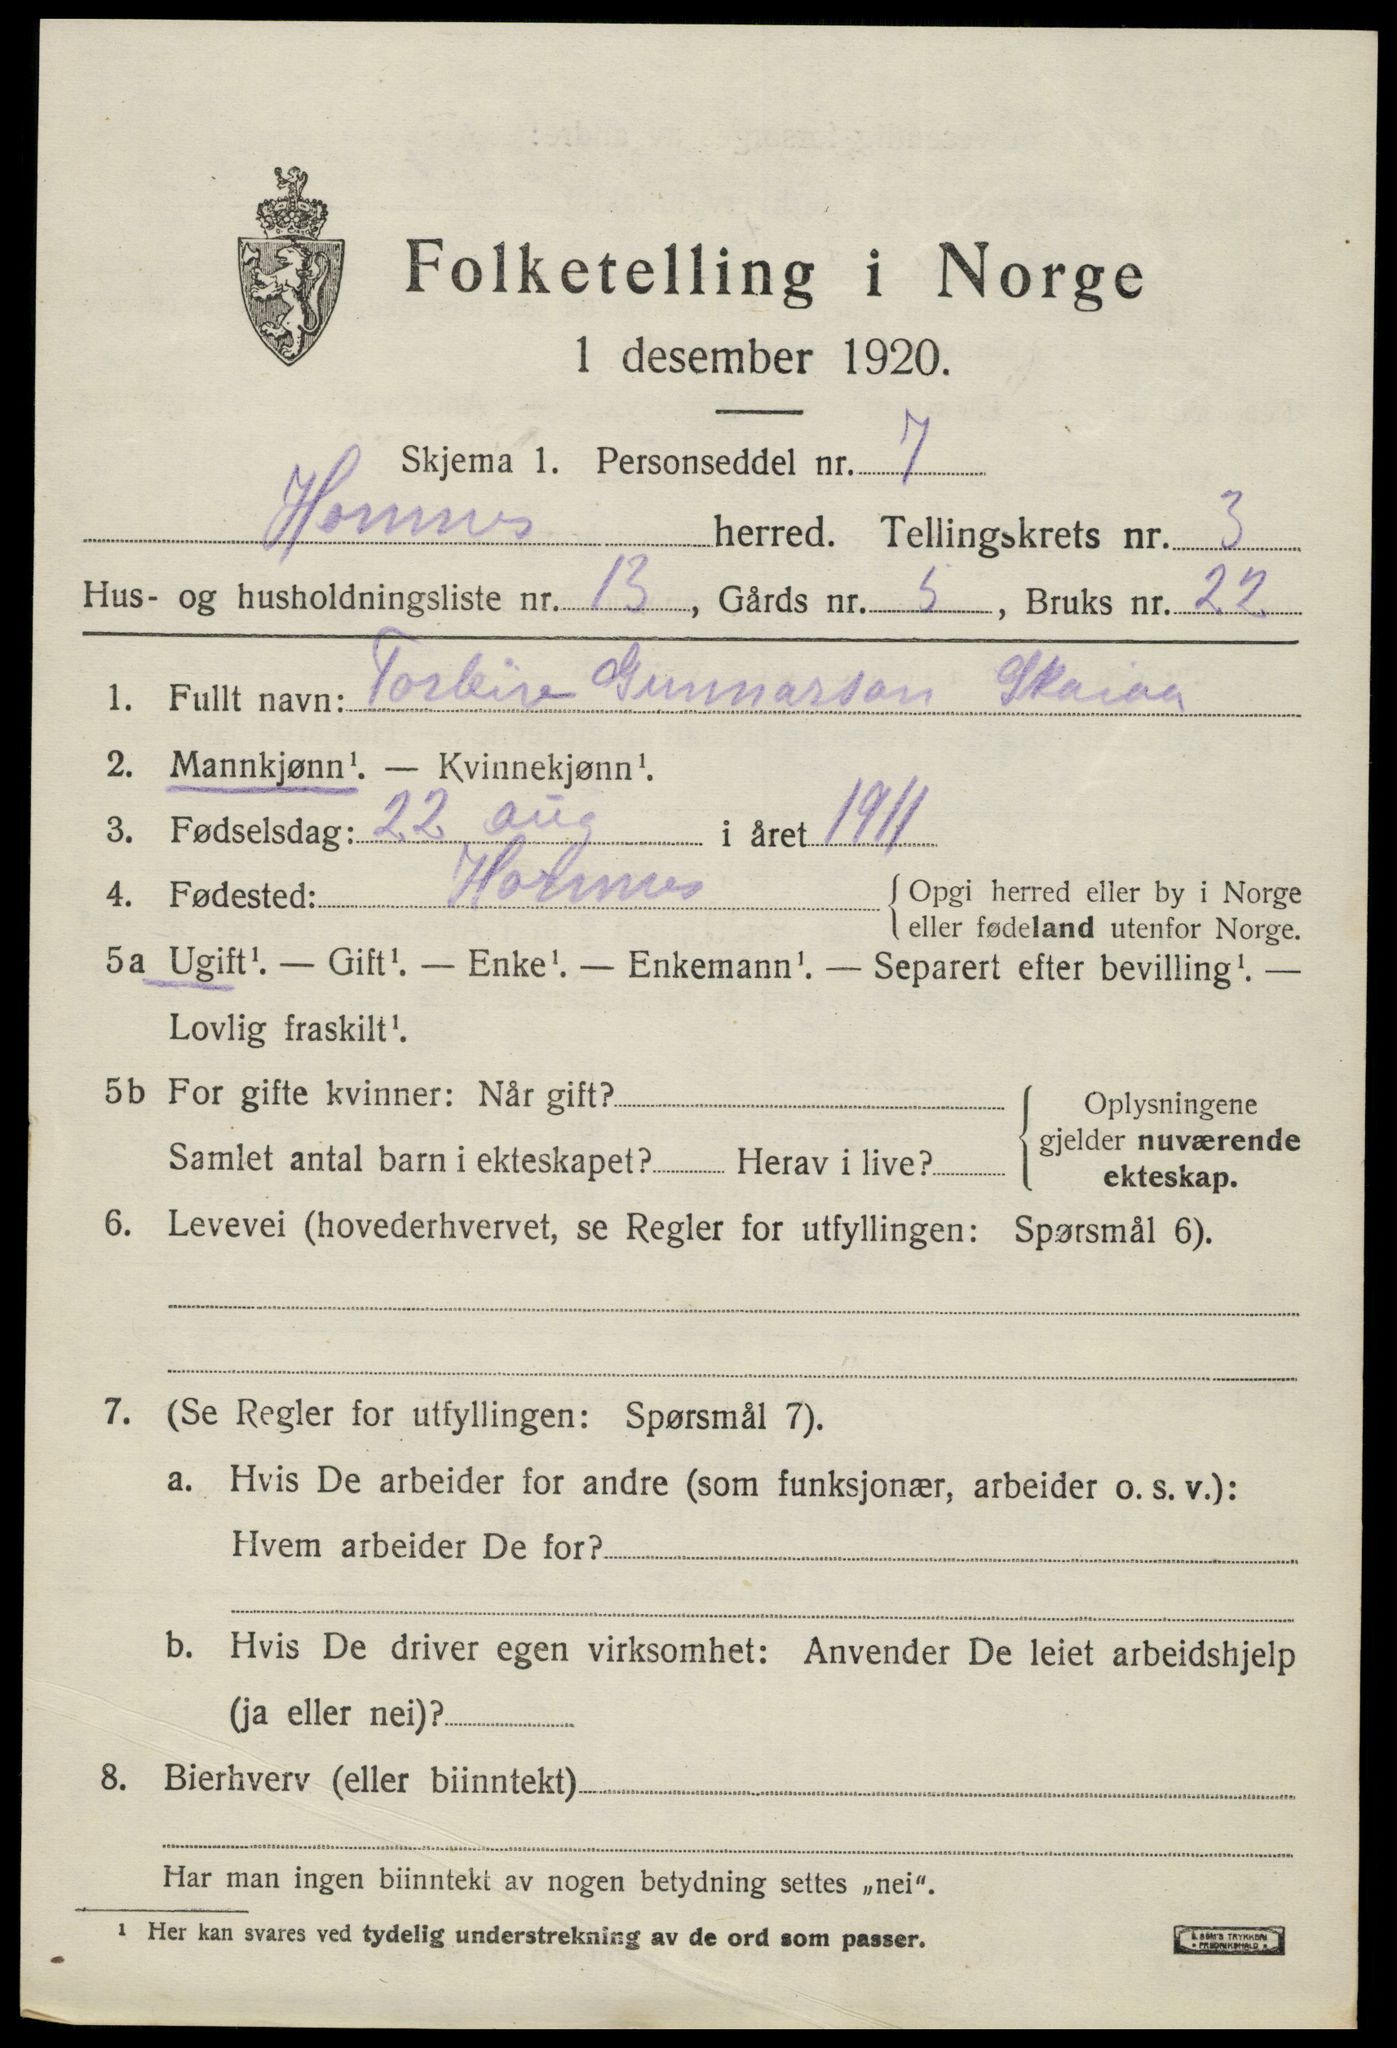 Folketelling i Norge
1 desember 1920.
Skjema 1. Personseddel nr. 7
Hornnes herred. Tellingskrets nr. 3
Hus- og husholdningsliste nr. 13, Gårds nr. 5, Bruks nr. 22
1. Fullt navn: Gunnarson
2. Mannkjønn¹. — Kvinnekjønn¹.
3. Fødselsdag: 22 aug i året 1911
4. Fødested: Hornnes {Opgi herred eller by i Norge
eller fødeland utenfor Norge.
5a Ugift¹. — Gift¹. — Enke¹. — Enkemann¹. — Separert efter bevilling¹. —
Lovlig fraskilt¹.
5b For gifte kvinner: Når gift?
Samlet antal barn i ekteskapet? Herav i live?
{Oplysningene
gjelder nuværende
ekteskap.
6. Levevei (hovederhvervet, se Regler for utfyllingen: Spørsmål 6).
7. (Se Regler for utfyllingen: Spørsmål 7).
a. Hvis De arbeider for andre (som funksjonær, arbeider o. s. v.):
Hvem arbeider De for?
b. Hvis De driver egen virksomhet: Anvender De leiet arbeidshjelp
(ja eller nei)?
8. Bierhverv (eller biinntekt)
Har man ingen biinntekt av nogen betydning settes „nei“.
¹ Her kan svares ved tydelig understrekning av de ord som passer.
TRYKKERI
FREDRIKSHALD